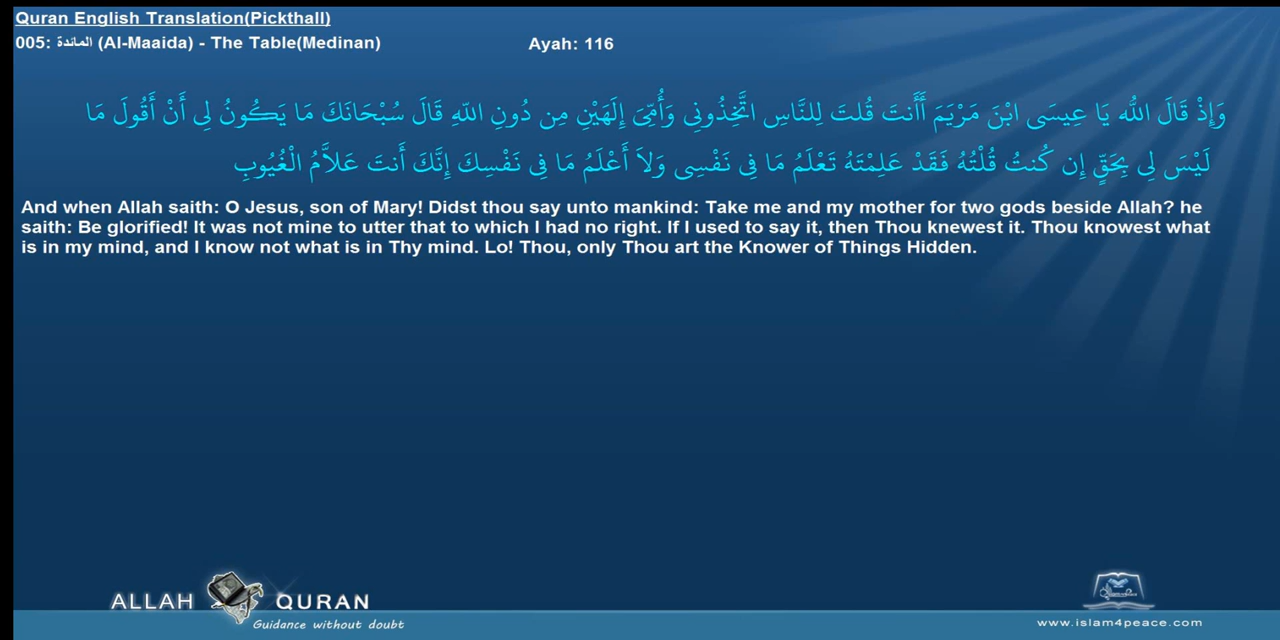 Quran English Translation(Pickthall)
005: المائدة (Al-Maaida) - The Table(Medinan)
Ayah: 116
وَإِذْ قَالَ اللّهُ يَا عِيسَى ابْنَ مَرْيَمَ أَأَنتَ قُلتَ لِلنَّاسِ اتَّخِذُونِي وَأُمِّيَ إِلَهَيْنِ مِن دُونِ اللّهِ قَالَ سُبْحَانَكَ مَا يَكُونُ لِي أَنْ أَقُولَ مَا
لَيْسَ لِي بِحَقٍّ إِن كُنتُ قُلْتُهُ فَقَدْ عَلِمْتَهُ تَعْلَمُ مَا فِي نَفْسِي وَلاَ أَعْلَمُ مَا فِي نَفْسِكَ إِنَّكَ أَنتَ عَلاَّمُ الْغُيُوبِ
And when Allah saith: O Jesus, son of Mary! Didst thou say unto mankind: Take me and my mother for two gods beside Allah? he
saith: Be glorified! It was not mine to utter that to which I had no right. If I used to say it, then Thou knewest it. Thou knowest what
is in my mind, and I know not what is in Thy mind. Lo! Thou, only Thou art the Knower of Things Hidden.
ALLAH QURAN
Guidance without doubt
www.islam4peace.com